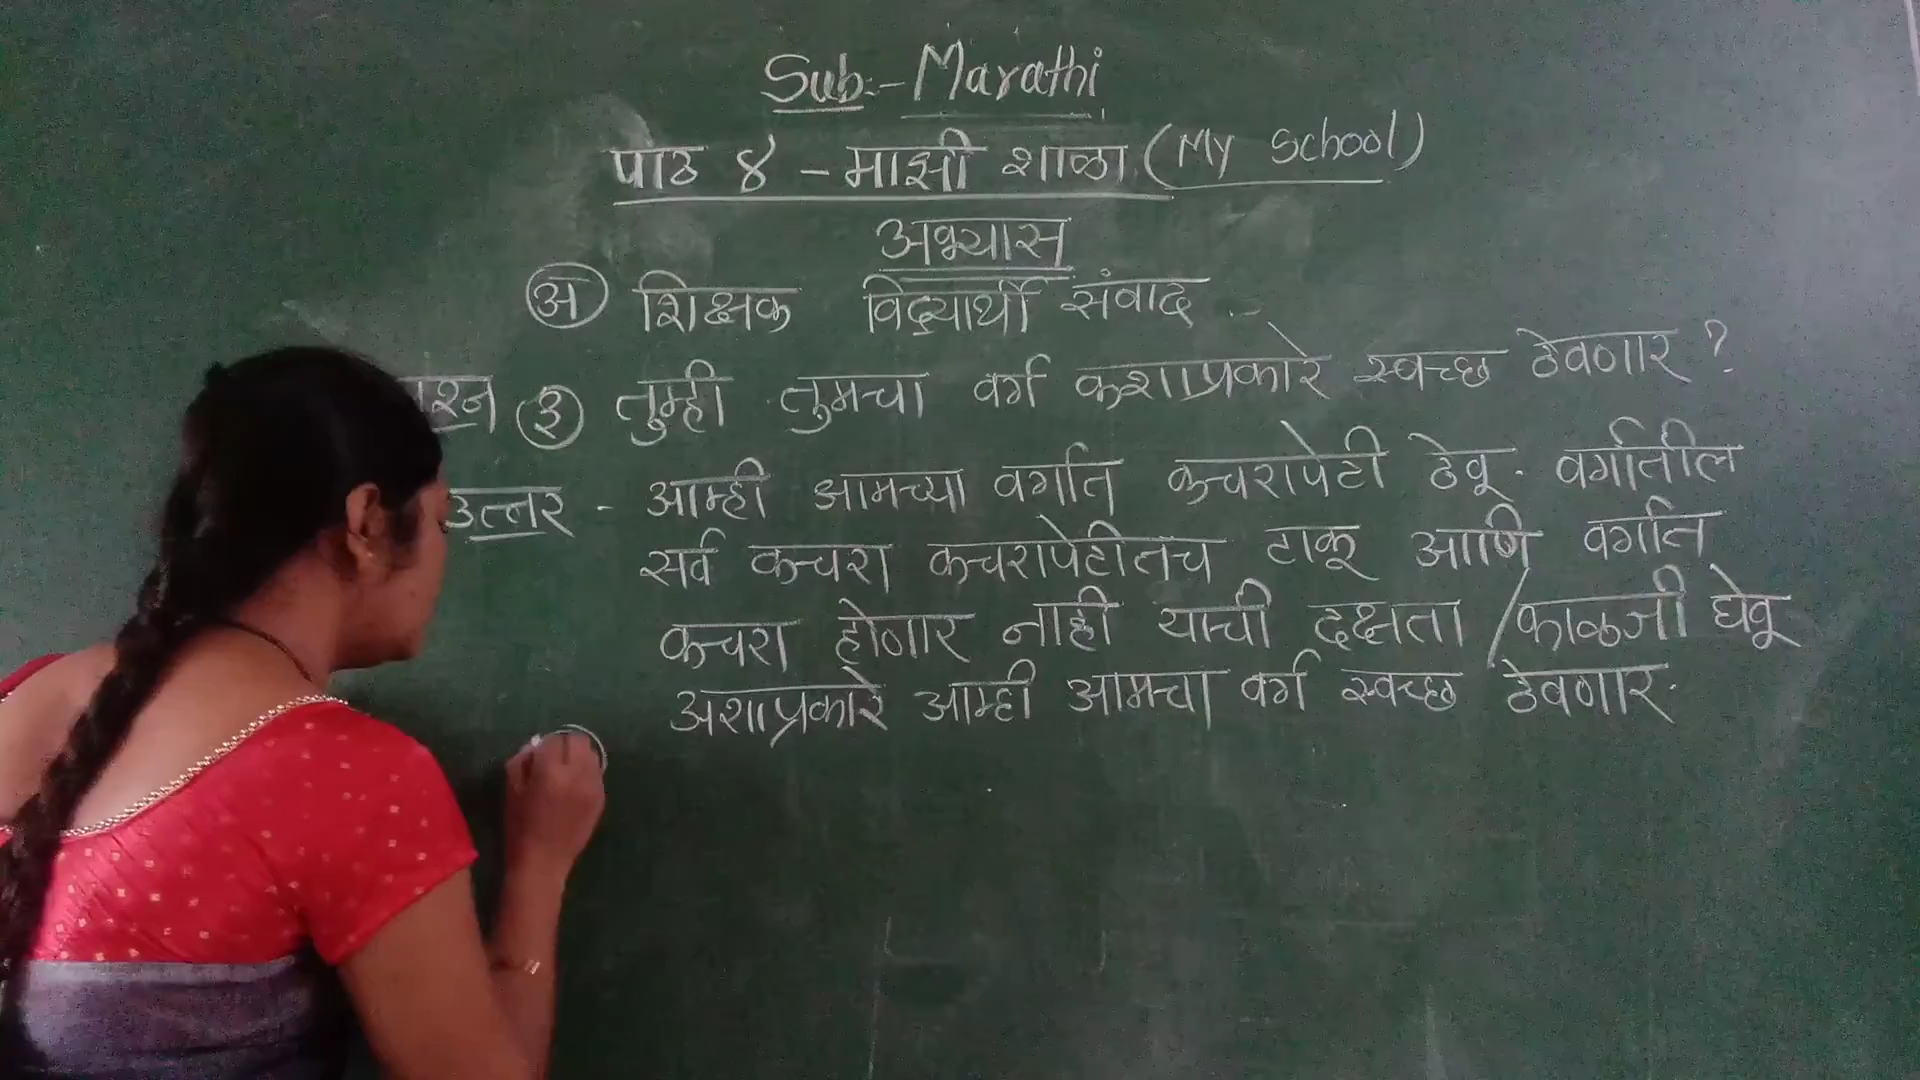 Sub:- Marathi
पाठ ४ - माझी शाळा (My School)
अभ्यास
अ शिक्षक विद्यार्थी संवाद -
प्रश्न ३ तुम्ही तुमचा वर्ग कशाप्रकारे स्वच्छ ठेवणार ?
उत्तर - आम्ही आमच्या वर्गात कचरापेटी ठेवू. वर्गातील
सर्व कचरा कचरापेटीतच टाकू आणि वर्गात
कचरा होणार नाही याची दक्षता / काळजी घेवू
अशाप्रकारे आम्ही आमचा वर्ग स्वच्छ ठेवणार.